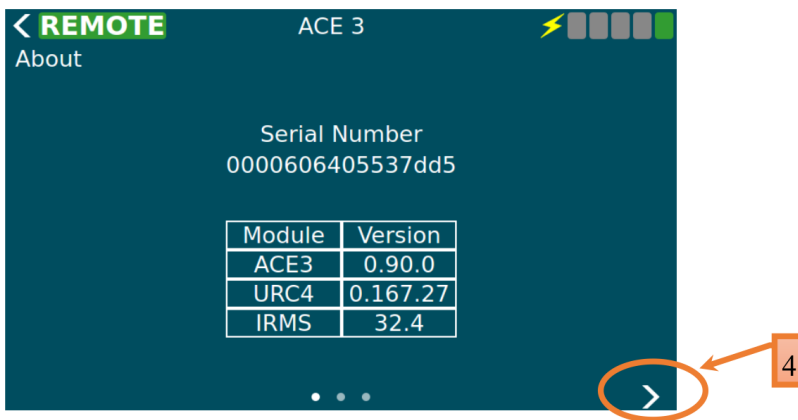 < REMOTE ACE 3
About
Serial Number
0000606405537dd5
Module Version
ACE3 0.90.0
URC4 0.167.27
IRMS 32.4
>
4